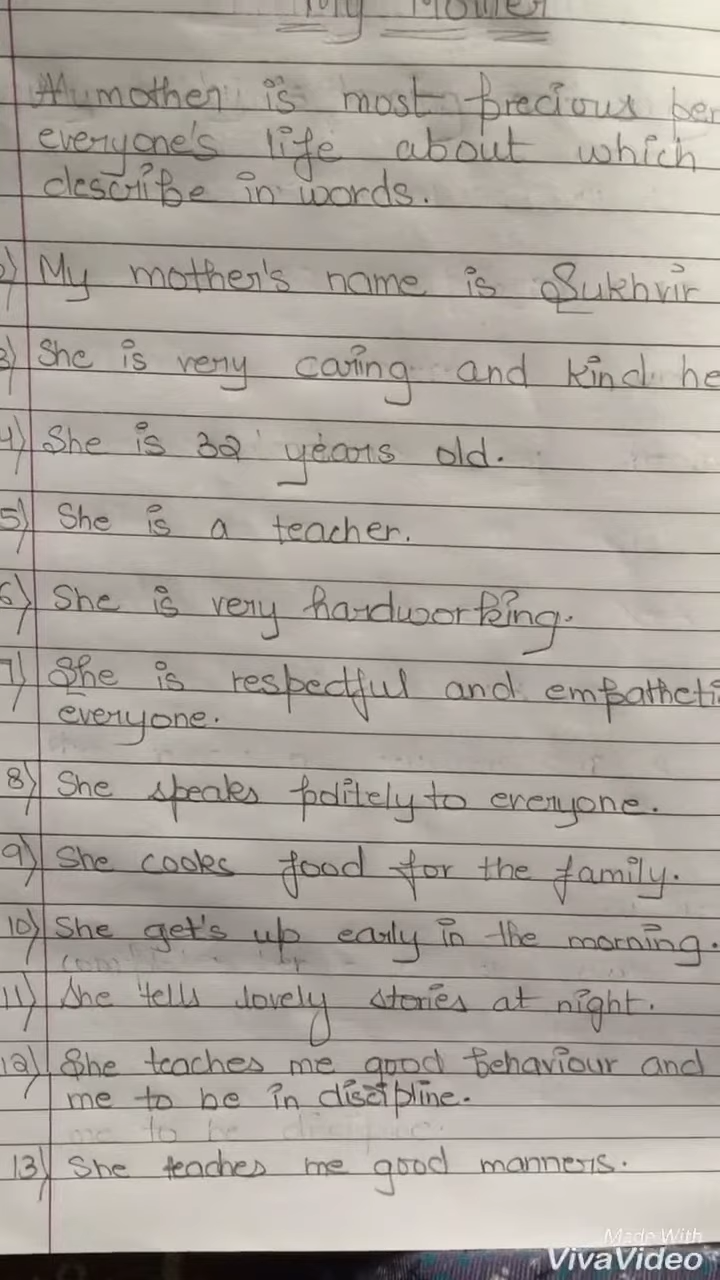 My Mother
A mother is most precious per
everyone's life about which
describe in words.
2) My mother's name is Sukhvir
3) She is very caring and kind he
4) She is 32 years old.
5) She is a teacher.
6) She is very hardworking.
7) She is respectful and empatheti
everyone.
8) She speaks politely to everyone.
9) She cooks food for the family.
10) She get's up early in the morning.
11) She tells lovely stories at night.
12) She teaches me good behaviour and
me to be in discipline.
13) She teaches me good manners.
Made With
VivaVideo